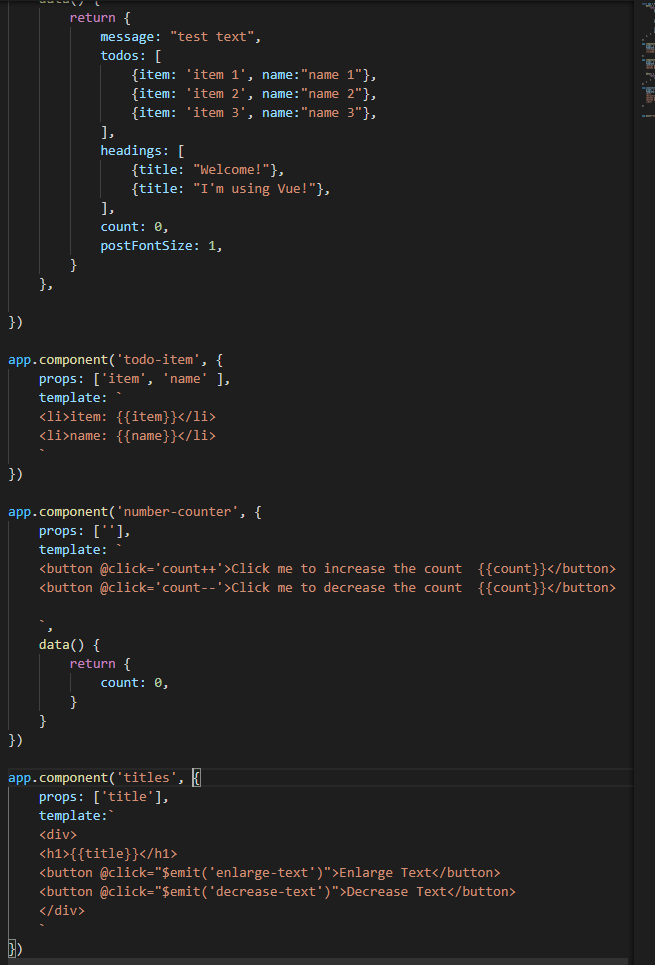 data() {
return {
message: "test text",
todos: [
{item: 'item 1', name:"name 1"},
{item: 'item 2', name:"name 2"},
{item: 'item 3', name:"name 3"},
],
headings: [
{title: "Welcome!"},
{title: "I'm using Vue!"},
],
count: 0,
postFontSize: 1,
}
},
})
app.component('todo-item', {
props: ['item', 'name' ],
template: `
<li>item: {{item}}</li>
<li>name: {{name}}</li>
`
})
app.component('number-counter', {
props: [''],
template: `
<button @click='count++'>Click me to increase the count  {{count}}</button>
<button @click='count--'>Click me to decrease the count  {{count}}</button>
`,
data() {
return {
count: 0,
}
}
})
app.component('titles', {
props: ['title'],
template:`
<div>
<h1>{{title}}</h1>
<button @click="$emit('enlarge-text')">Enlarge Text</button>
<button @click="$emit('decrease-text')">Decrease Text</button>
</div>
`
})